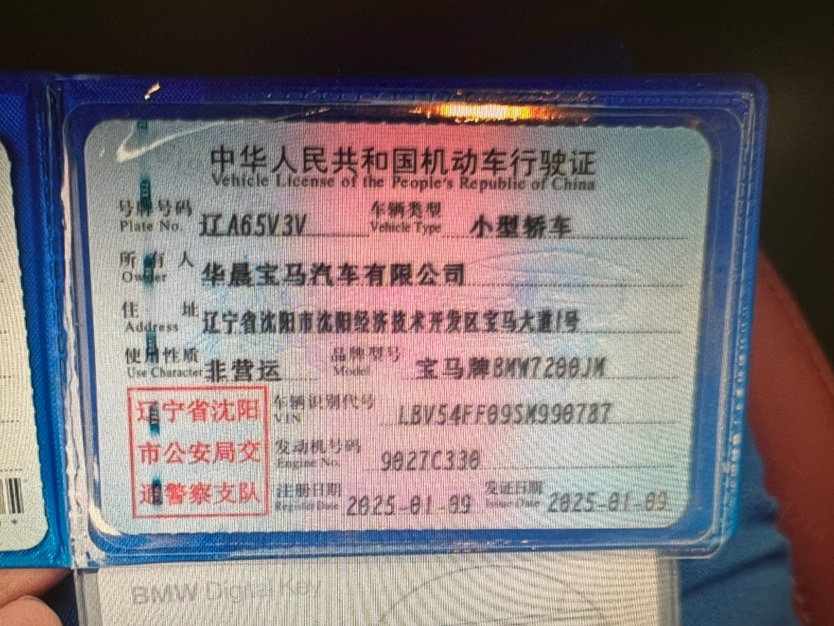 中华人民共和国机动车行驶证
Vehicle License of the People's Republic of China
号牌号码 辽A65V3V 车辆类型 小型轿车
Plate No. Vehicle Type
所有人 华晨宝马汽车有限公司
Owner
住址 辽宁省沈阳市沈阳经济技术开发区宝马大道1号
Address
使用性质 非营运 品牌型号 宝马牌BMW7200JM
Use Character Model
辽宁省沈阳
市公安局交
通警察支队
车辆识别代号 LBV54FF09SM990787
VIN
发动机号码 9027C330
Engine No.
注册日期 2025-01-09 发证日期 2025-01-09
Register Date Issue Date
BMW Digital Key